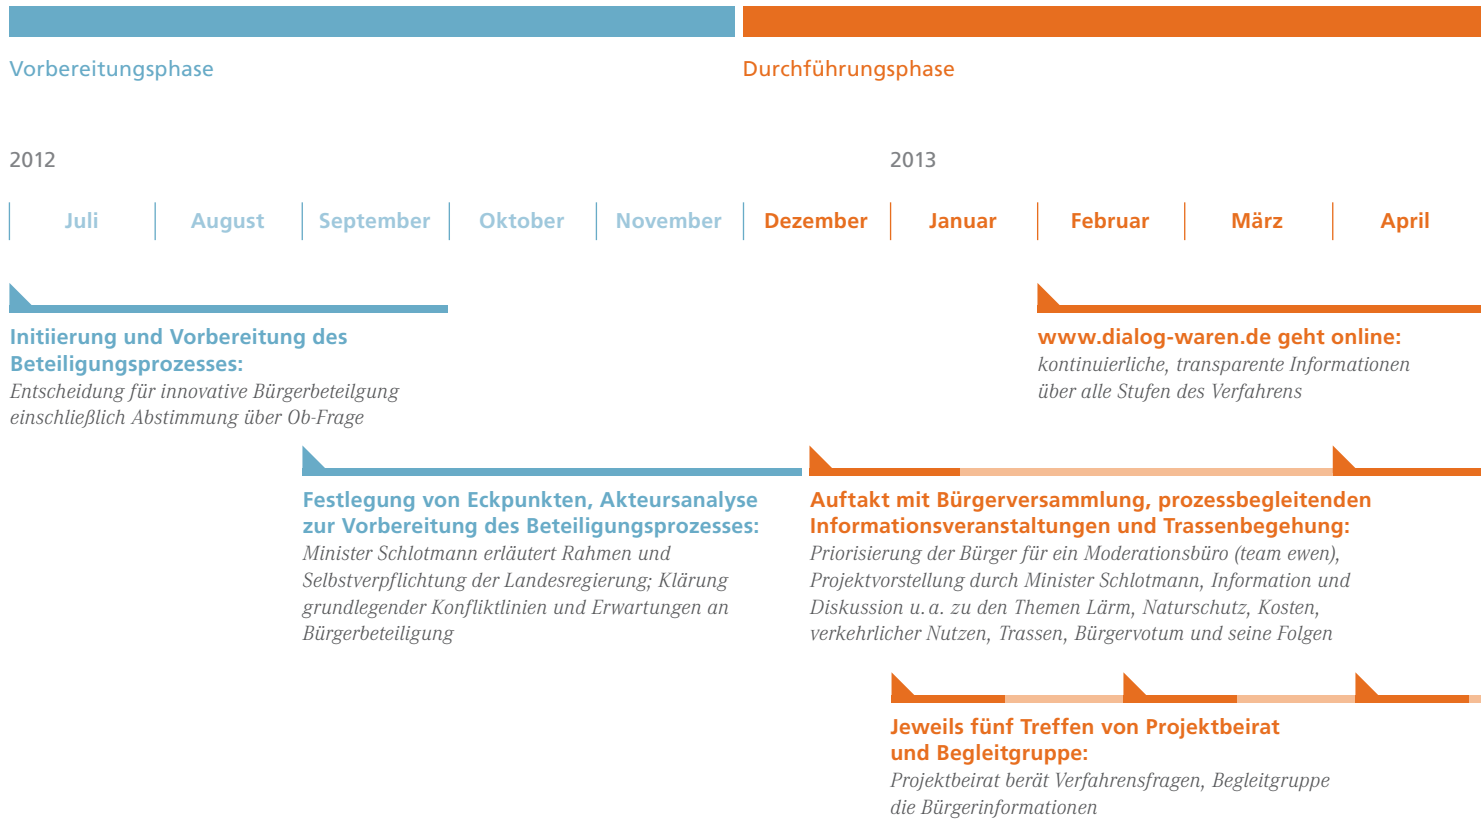 Vorbereitungsphase
Durchführungsphase
2012
2013
Juli August September Oktober November Dezember Januar Februar März April
Initiierung und Vorbereitung des
Beteiligungsprozesses:
Entscheidung für innovative Bürgerbeteilgung
einschließlich Abstimmung über Ob-Frage
www.dialog-waren.de geht online:
kontinuierliche, transparente Informationen
über alle Stufen des Verfahrens
Festlegung von Eckpunkten, Akteursanalyse
zur Vorbereitung des Beteiligungsprozesses:
Minister Schlotmann erläutert Rahmen und
Selbstverpflichtung der Landesregierung; Klärung
grundlegender Konfliktlinien und Erwartungen an
Bürgerbeteiligung
Auftakt mit Bürgerversammlung, prozessbegleitenden
Informationsveranstaltungen und Trassenbegehung:
Priorisierung der Bürger für ein Moderationsbüro (team ewen),
Projektvorstellung durch Minister Schlotmann, Information und
Diskussion u. a. zu den Themen Lärm, Naturschutz, Kosten,
verkehrlicher Nutzen, Trassen, Bürgervotum und seine Folgen
Jeweils fünf Treffen von Projektbeirat
und Begleitgruppe:
Projektbeirat berät Verfahrensfragen, Begleitgruppe
die Bürgerinformationen